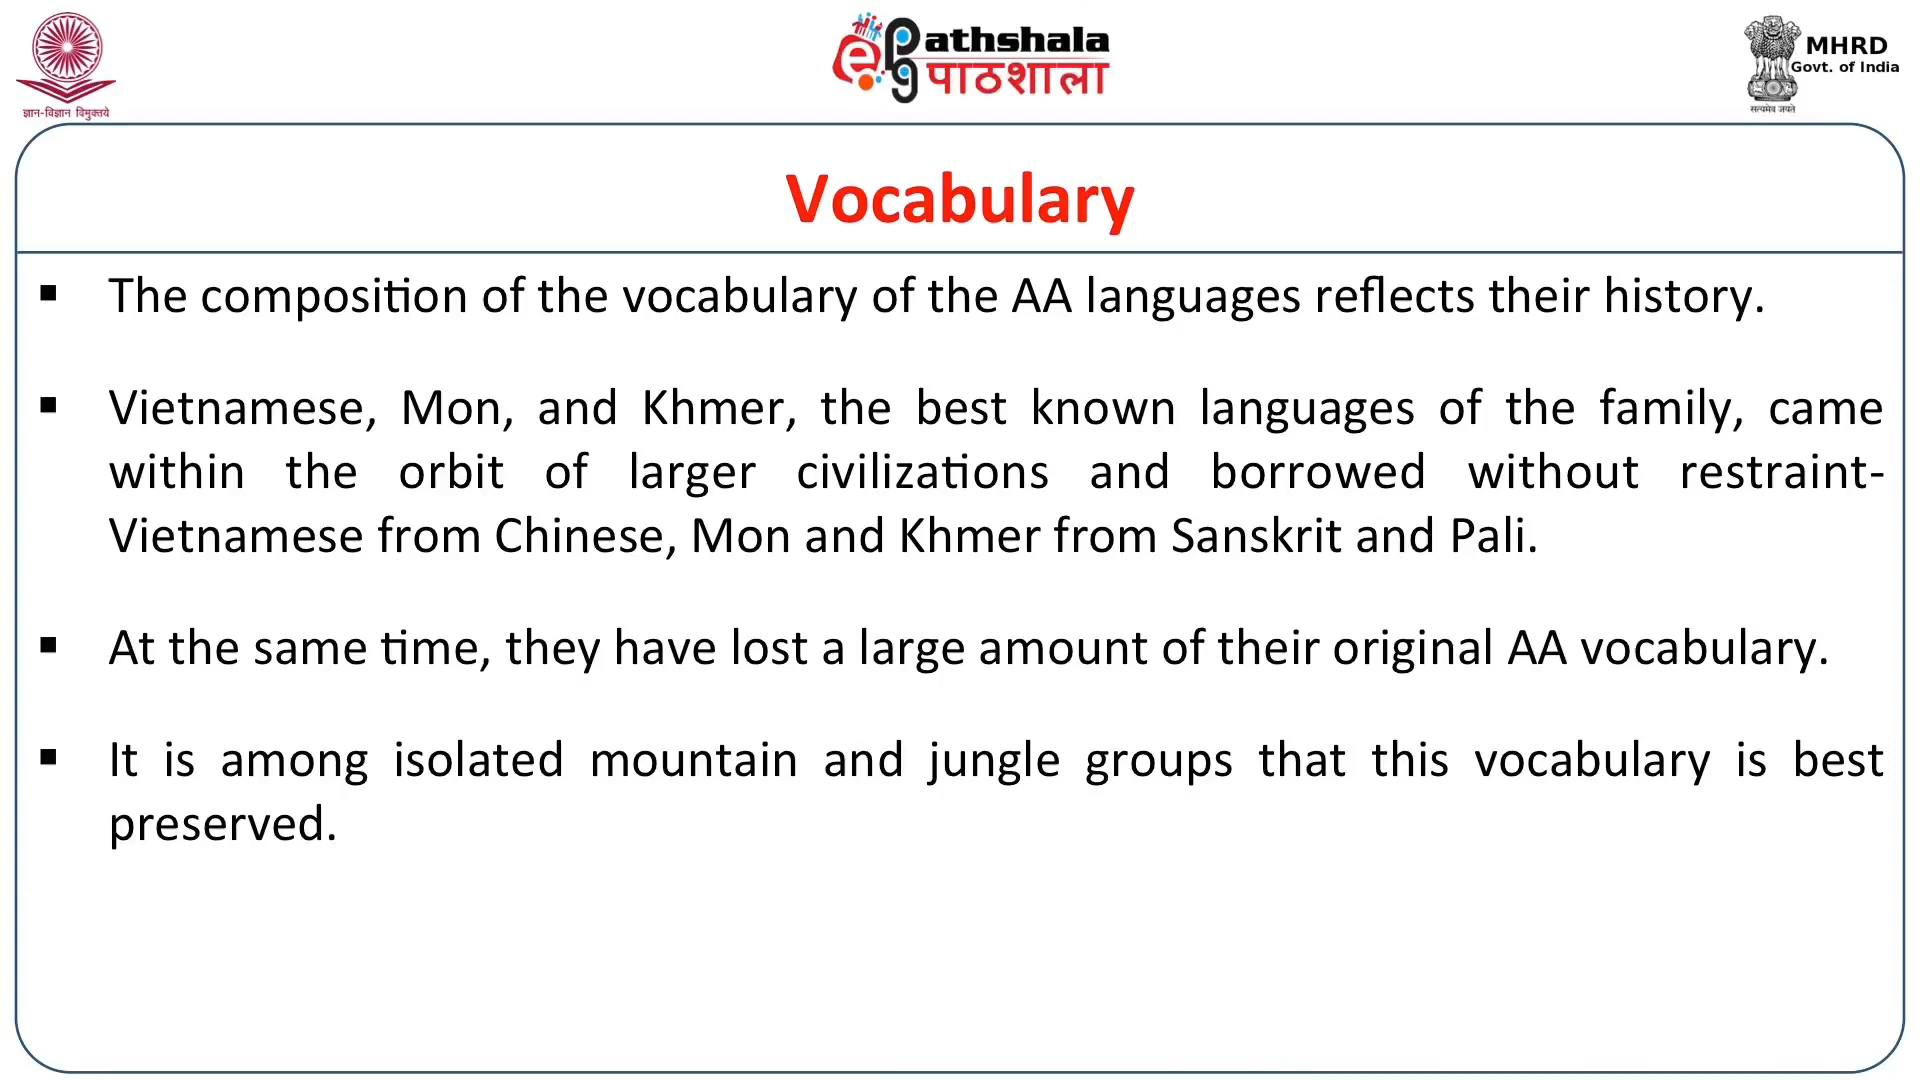 ज्ञान-विज्ञान विमुक्तये
e pg Pathshala
पाठशाला
MHRD
Govt. of India
सत्यमेव जयते
Vocabulary
▪ The composition of the vocabulary of the AA languages reflects their history.
▪ Vietnamese, Mon, and Khmer, the best known languages of the family, came
within the orbit of larger civilizations and borrowed without restraint-
Vietnamese from Chinese, Mon and Khmer from Sanskrit and Pali.
▪ At the same time, they have lost a large amount of their original AA vocabulary.
▪ It is among isolated mountain and jungle groups that this vocabulary is best
preserved.